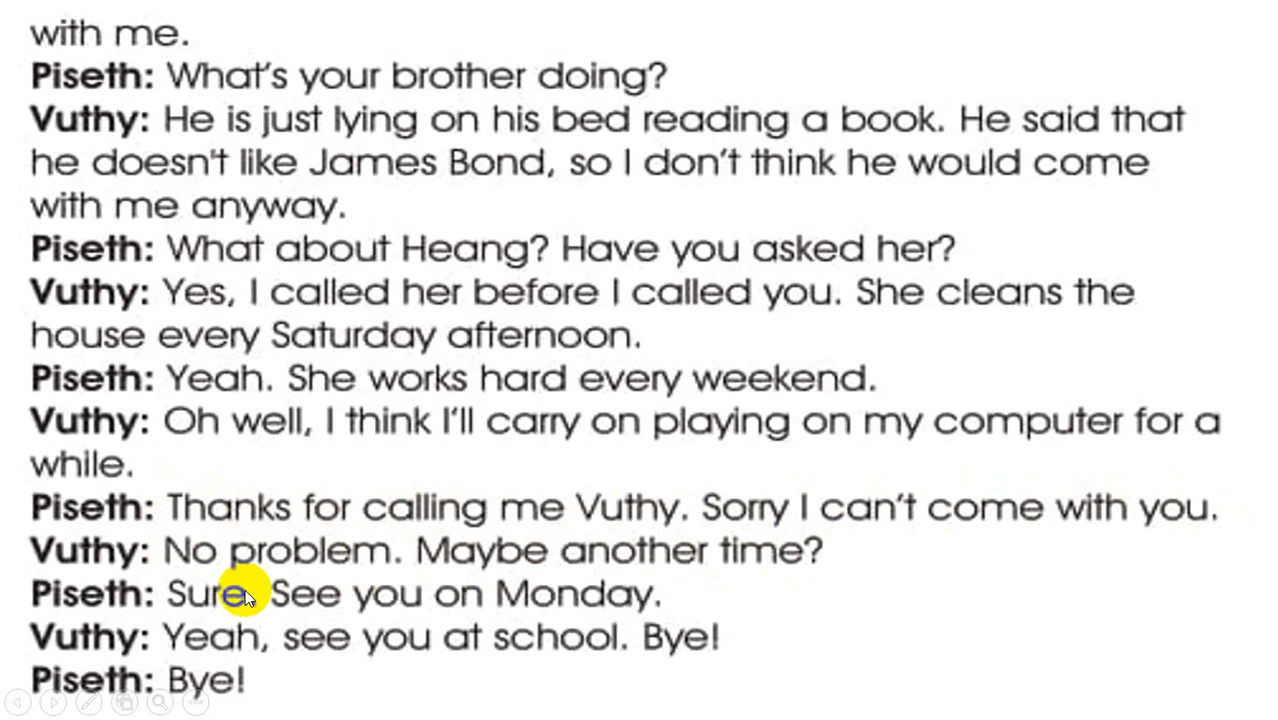 with me.
Piseth: What's your brother doing?
Vuthy: He is just lying on his bed reading a book. He said that
he doesn't like James Bond, so I don't think he would come
with me anyway.
Piseth: What about Heang? Have you asked her?
Vuthy: Yes, I called her before I called you. She cleans the
house every Saturday afternoon.
Piseth: Yeah. She works hard every weekend.
Vuthy: Oh well, I think I'll carry on playing on my computer for a
while.
Piseth: Thanks for calling me Vuthy. Sorry I can't come with you.
Vuthy: No problem. Maybe another time?
Piseth: Sure. See you on Monday.
Vuthy: Yeah, see you at school. Bye!
Piseth: Bye!